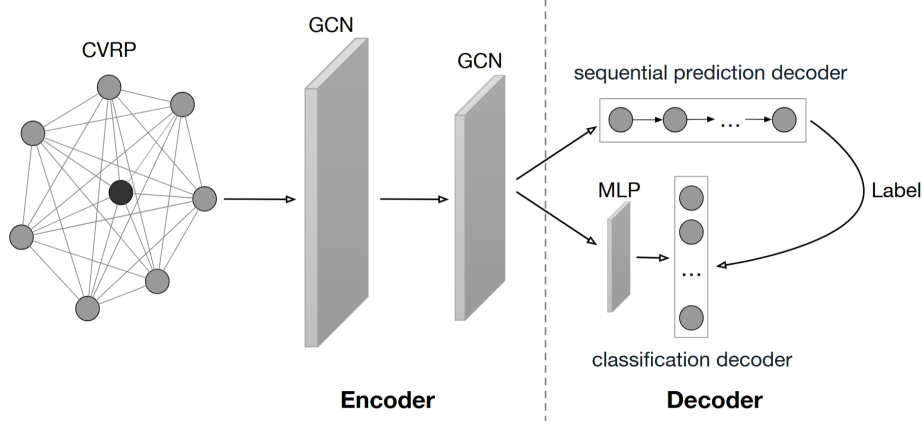 CVRP
GCN
GCN
sequential prediction decoder
...
MLP
Label
...
classification decoder
Encoder
Decoder